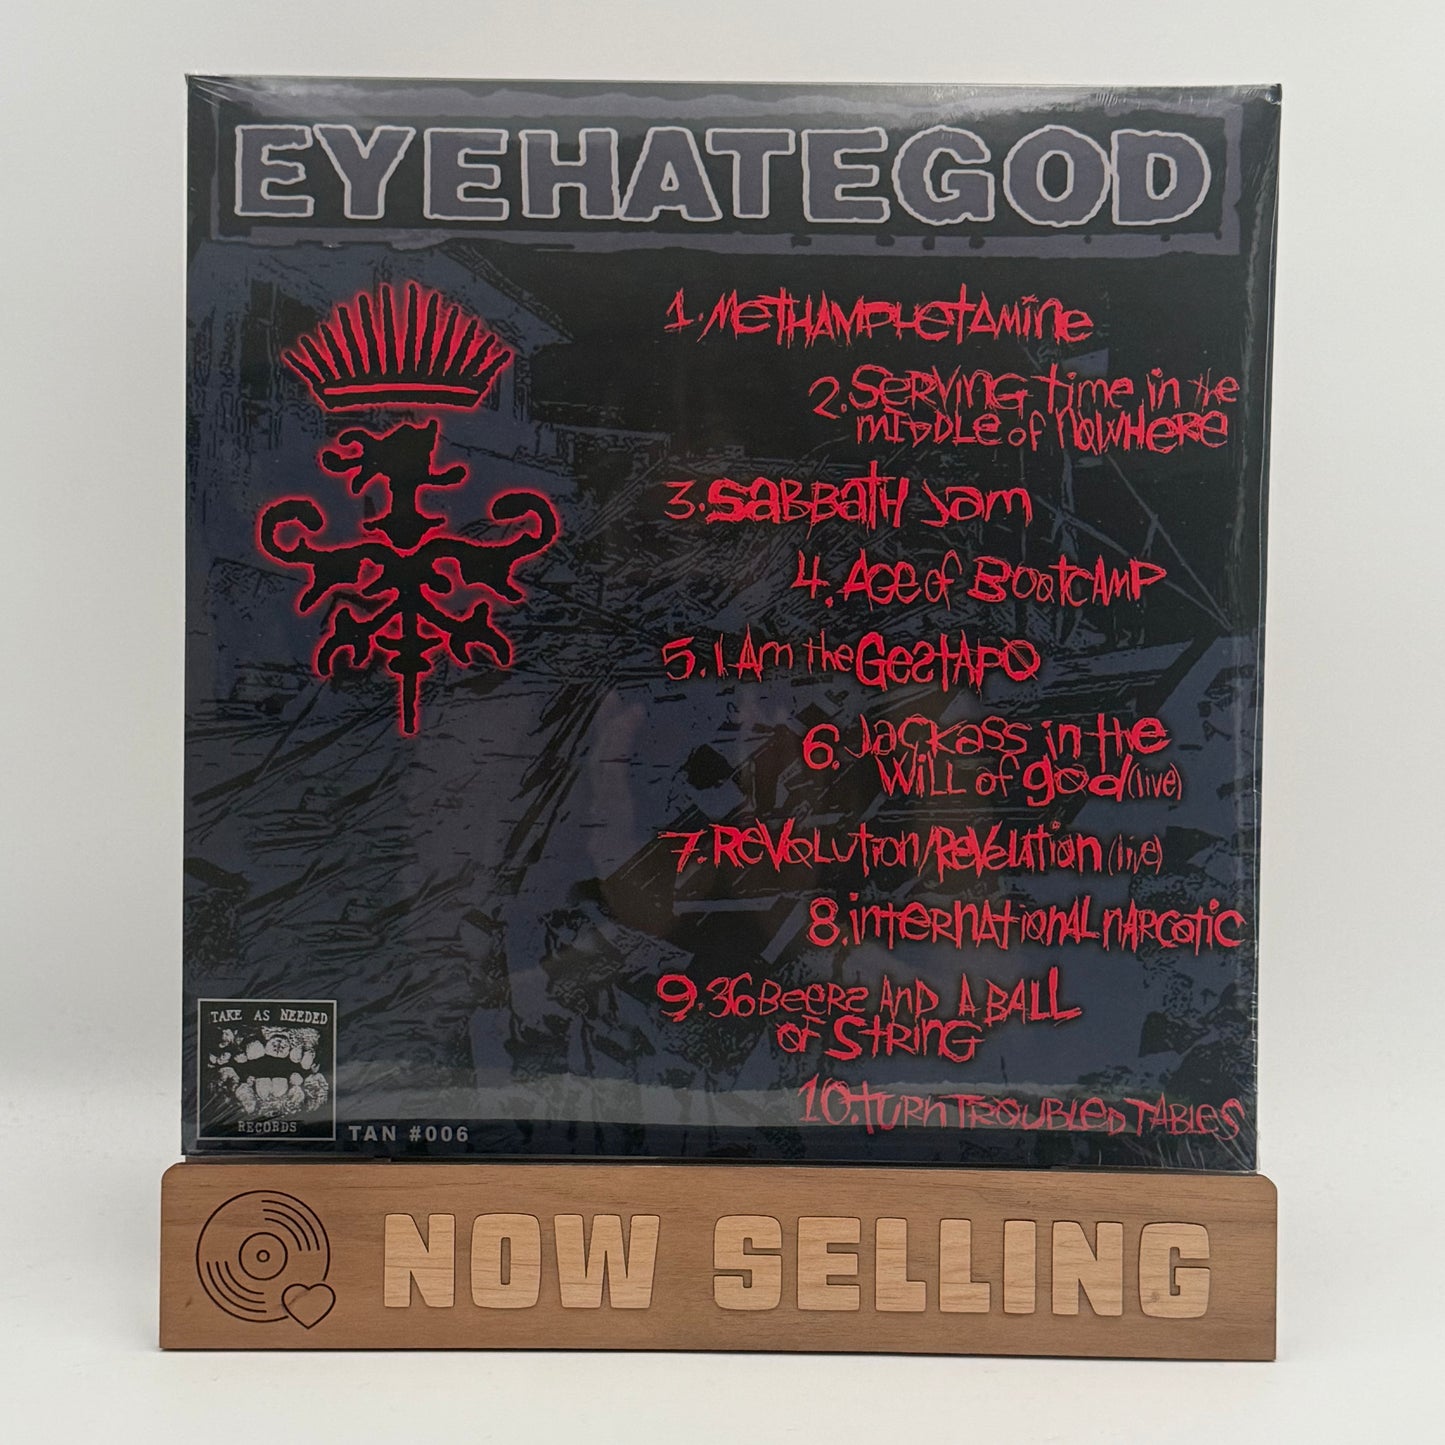 EYEHATEGOD
1. Methamphetamine
2. Serving time in the
middle of nowhere
3. Sabbath Jam
4. Age of Bootcamp
5. I Am the Gestapo
6. Jackass in the
Will of god (live)
7. Revolution/Revelation (live)
8. international narcotic
9. 36 Beers And A BALL
of String
10. turn Troubled Tables
TAKE AS NEEDED
RECORDS
TAN #006
NOW SELLING